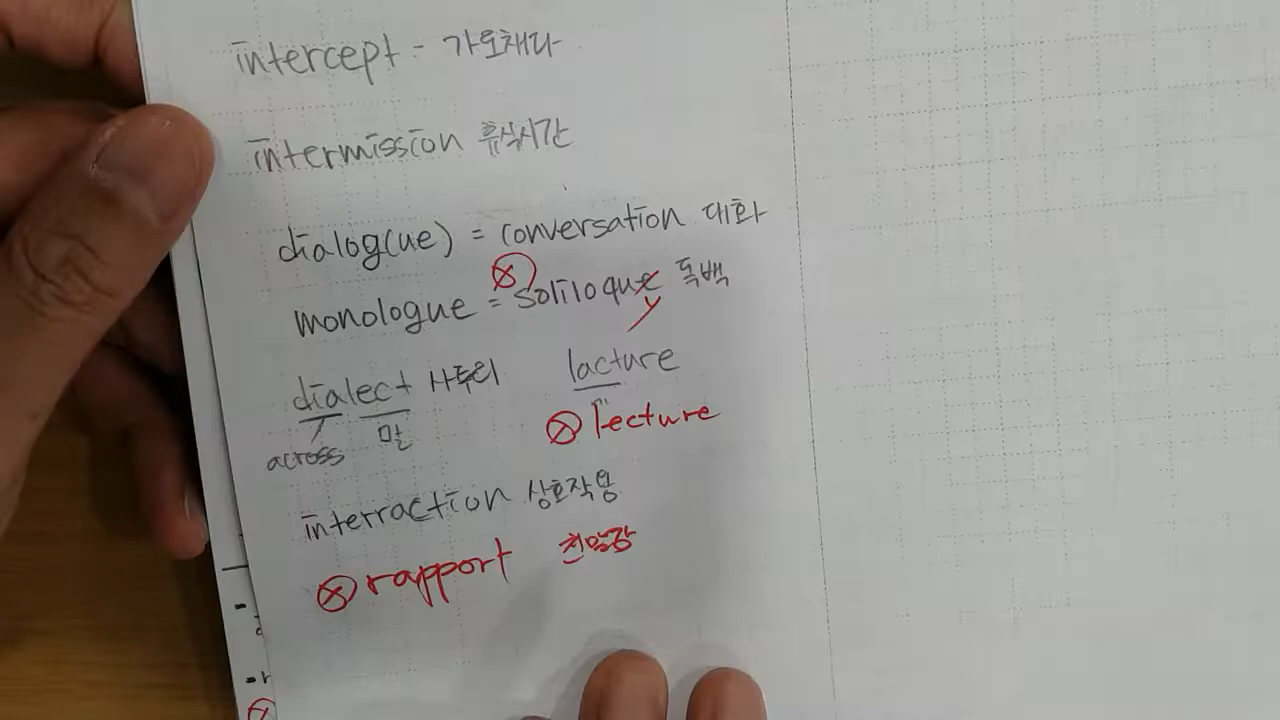 intercept - 가로채다
intermission 휴식시간
dialog(ue) = conversation 대화
monologue = soliloque 독백
y
dialect 사투리 lacture
across 말 lecture
interraction 상호작용
rapport 친밀감